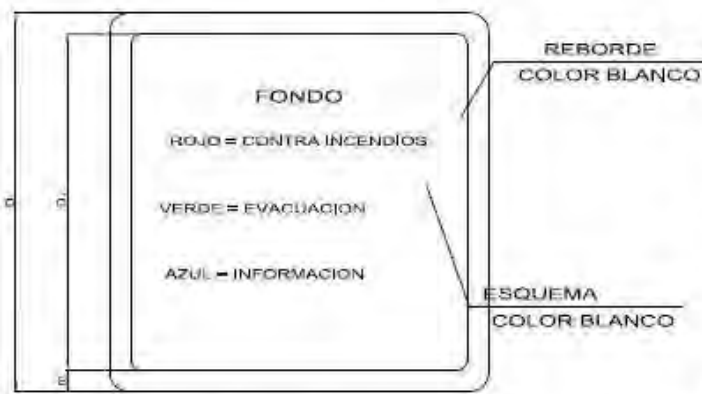 FONDO
ROJO = CONTRA INCENDIOS
VERDE = EVACUACION
AZUL = INFORMACION
REBORDE
COLOR BLANCO
ESQUEMA
COLOR BLANCO